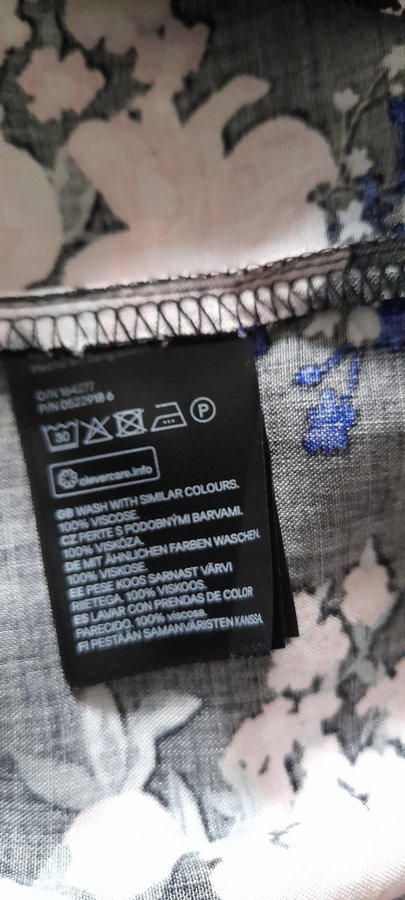 O/N 164277
P/N 0522918 6
30 P
clevercare.info
GB WASH WITH SIMILAR COLOURS.
100% VISCOSE.
CZ PERTE S PODOBNÝMI BARVAMI.
100% VISKÓZA.
DE MIT ÄHNLICHEN FARBEN WASCHEN.
100% VISKOSE.
EE PESE KOOS SARNAST VÄRVI
RIIETEGA. 100% VISKOOS.
ES LAVAR CON PRENDAS DE COLOR
PARECIDO. 100% viscosa.
FI PESTÄÄN SAMANVÄRISTEN KANSSA.